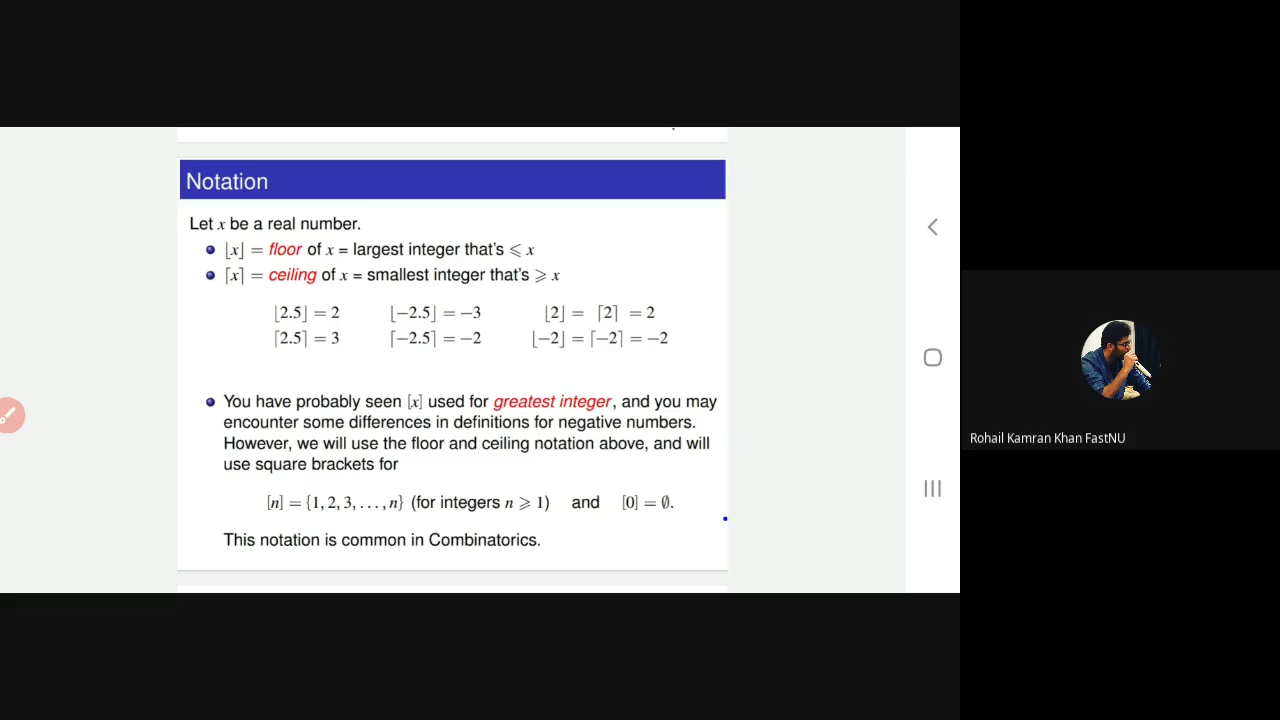 Notation
Let x be a real number.
⌊x⌋ = floor of x = largest integer that's ⩽ x
⌈x⌉ = ceiling of x = smallest integer that's ⩾ x
⌊2.5⌋ = 2 ⌊−2.5⌋ = −3 ⌊2⌋ = ⌈2⌉ = 2
⌈2.5⌉ = 3 ⌈−2.5⌉ = −2 ⌊−2⌋ = ⌈−2⌉ = −2
You have probably seen [x] used for greatest integer, and you may
encounter some differences in definitions for negative numbers.
However, we will use the floor and ceiling notation above, and will
use square brackets for
[n] = {1, 2, 3, . . . , n} (for integers n ⩾ 1) and [0] = ∅.
This notation is common in Combinatorics.
Rohail Kamran Khan FastNU